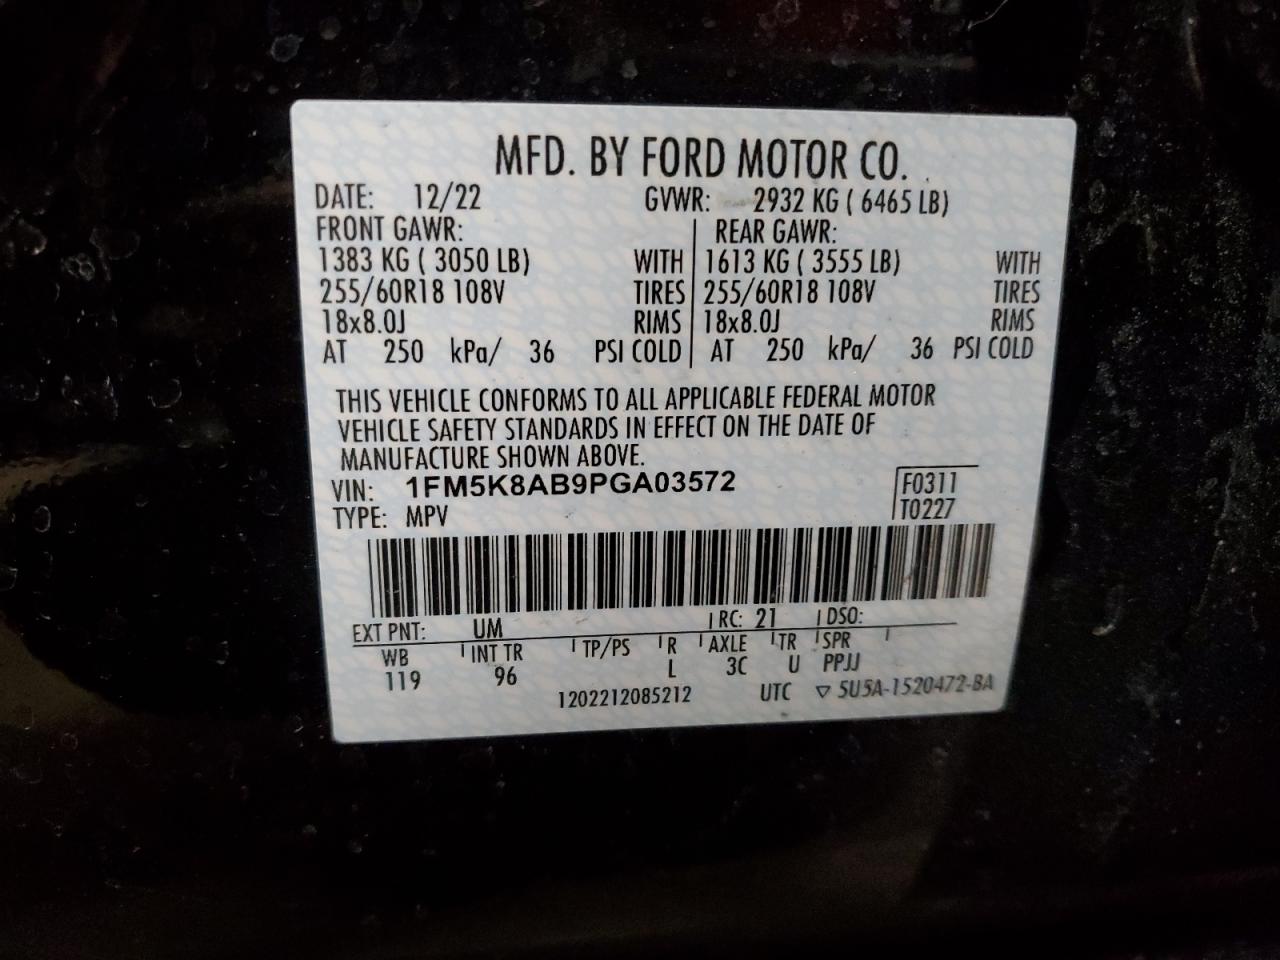 MFD. BY FORD MOTOR CO.
DATE: 12/22 GVWR: 2932 KG ( 6465 LB)
FRONT GAWR: REAR GAWR:
1383 KG ( 3050 LB) WITH 1613 KG ( 3555 LB) WITH
255/60R18 108V TIRES 255/60R18 108V TIRES
18x8.0J RIMS 18x8.0J RIMS
AT 250 kPa/ 36 PSI COLD AT 250 kPa/ 36 PSI COLD
THIS VEHICLE CONFORMS TO ALL APPLICABLE FEDERAL MOTOR
VEHICLE SAFETY STANDARDS IN EFFECT ON THE DATE OF
MANUFACTURE SHOWN ABOVE.
VIN: 1FM5K8AB9PGA03572 F0311
TYPE: MPV T0227
EXT PNT: UM RC: 21 DSO:
WB INT TR TP/PS R AXLE TR SPR
119 96 L 3C U PPJJ
1202212085212 UTC ▽ 5U5A-1520472-BA